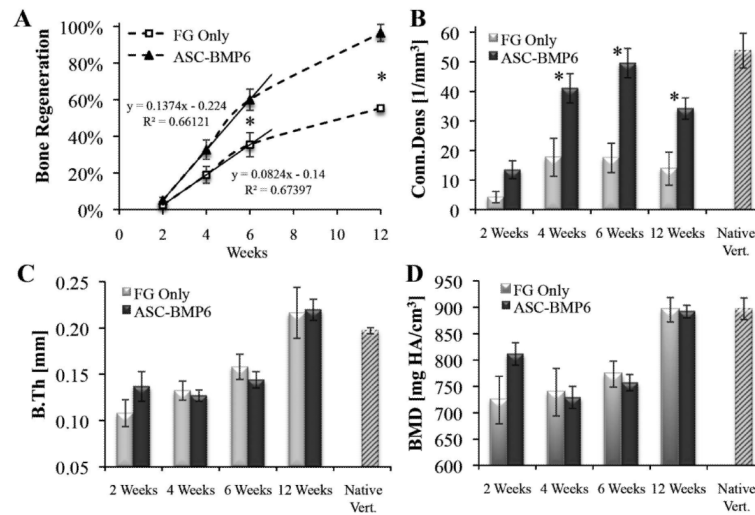 A
FG Only
ASC-BMP6
100%
80%
60%
40%
20%
0%
Bone Regeneration
y = 0.1374x - 0.224
R² = 0.66121
*
*
y = 0.0824x - 0.14
R² = 0.67397
0 2 4 6 8 10 12
Weeks
B
FG Only
ASC-BMP6
60
50
40
30
20
10
0
Conn.Dens [1/mm³]
*
*
*
2 Weeks 4 Weeks 6 Weeks 12 Weeks Native
Vert.
C
FG Only
ASC-BMP6
0.25
0.20
0.15
0.10
0.05
B.Th [mm]
2 Weeks 4 Weeks 6 Weeks 12 Weeks Native
Vert.
D
FG Only
ASC-BMP6
950
900
850
800
750
700
650
600
BMD [mg HA/cm³]
2 Weeks 4 Weeks 6 Weeks 12 Weeks Native
Vert.